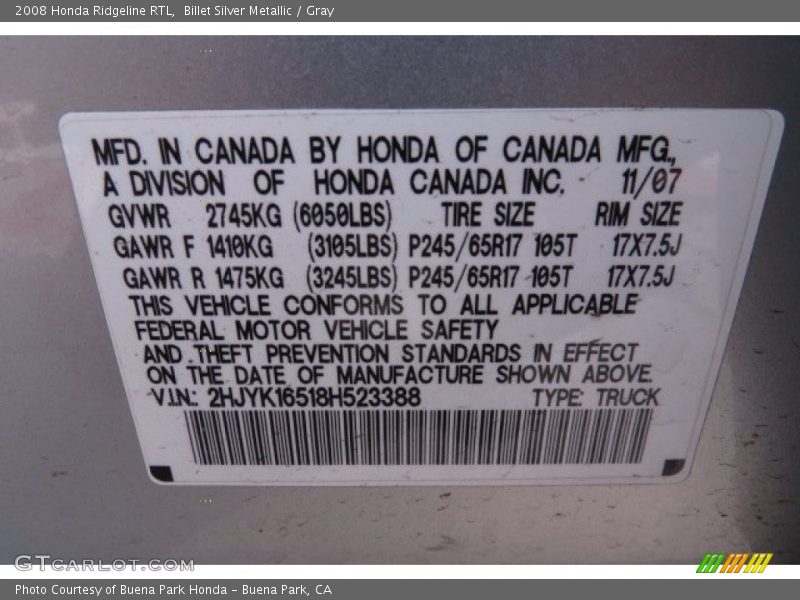 2008 Honda Ridgeline RTL, Billet Silver Metallic / Gray
MFD. IN CANADA BY HONDA OF CANADA MFG.,
A DIVISION OF HONDA CANADA INC. 11/07
GVWR 2745KG (6050LBS) TIRE SIZE RIM SIZE
GAWR F 1410KG (3105LBS) P245/65R17 105T 17X7.5J
GAWR R 1475KG (3245LBS) P245/65R17 105T 17X7.5J
THIS VEHICLE CONFORMS TO ALL APPLICABLE
FEDERAL MOTOR VEHICLE SAFETY
AND THEFT PREVENTION STANDARDS IN EFFECT
ON THE DATE OF MANUFACTURE SHOWN ABOVE.
V.I.N.: 2HJYK16518H523388 TYPE: TRUCK
GTCARLOT.COM
Photo Courtesy of Buena Park Honda - Buena Park, CA